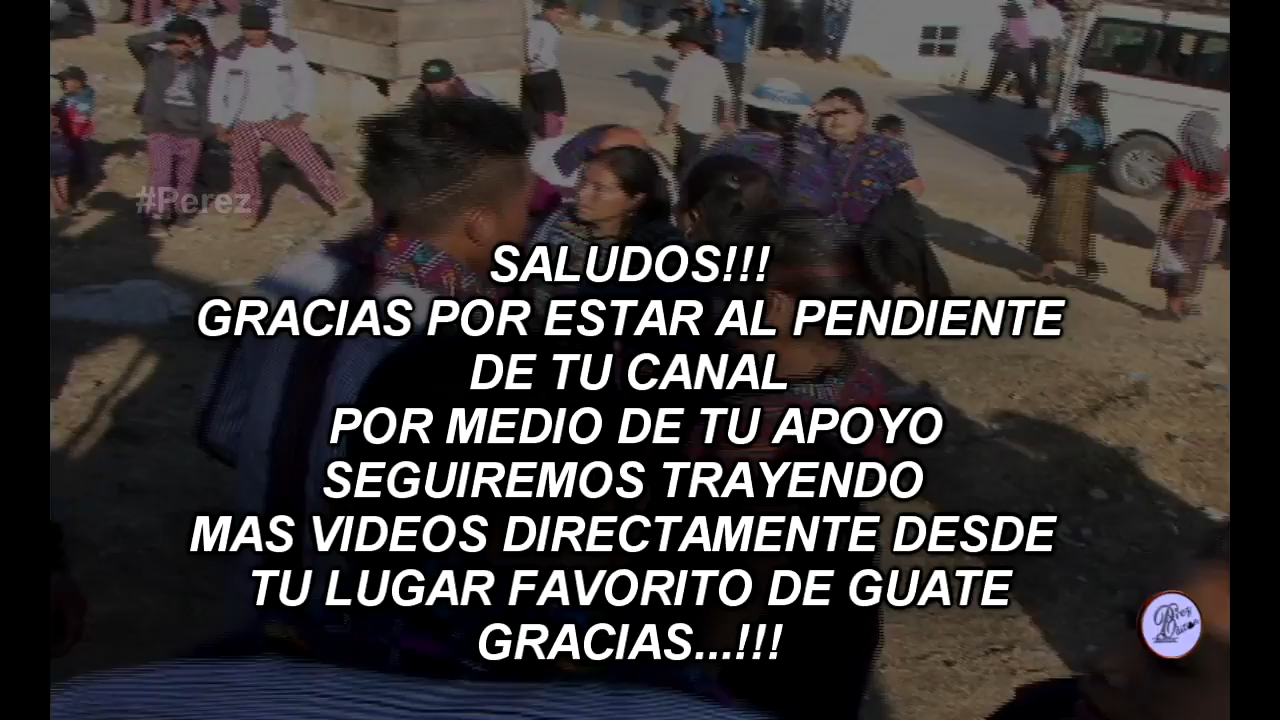 #Perez
SALUDOS!!!
GRACIAS POR ESTAR AL PENDIENTE
DE TU CANAL
POR MEDIO DE TU APOYO
SEGUIREMOS TRAYENDO
MAS VIDEOS DIRECTAMENTE DESDE
TU LUGAR FAVORITO DE GUATE
GRACIAS...!!!